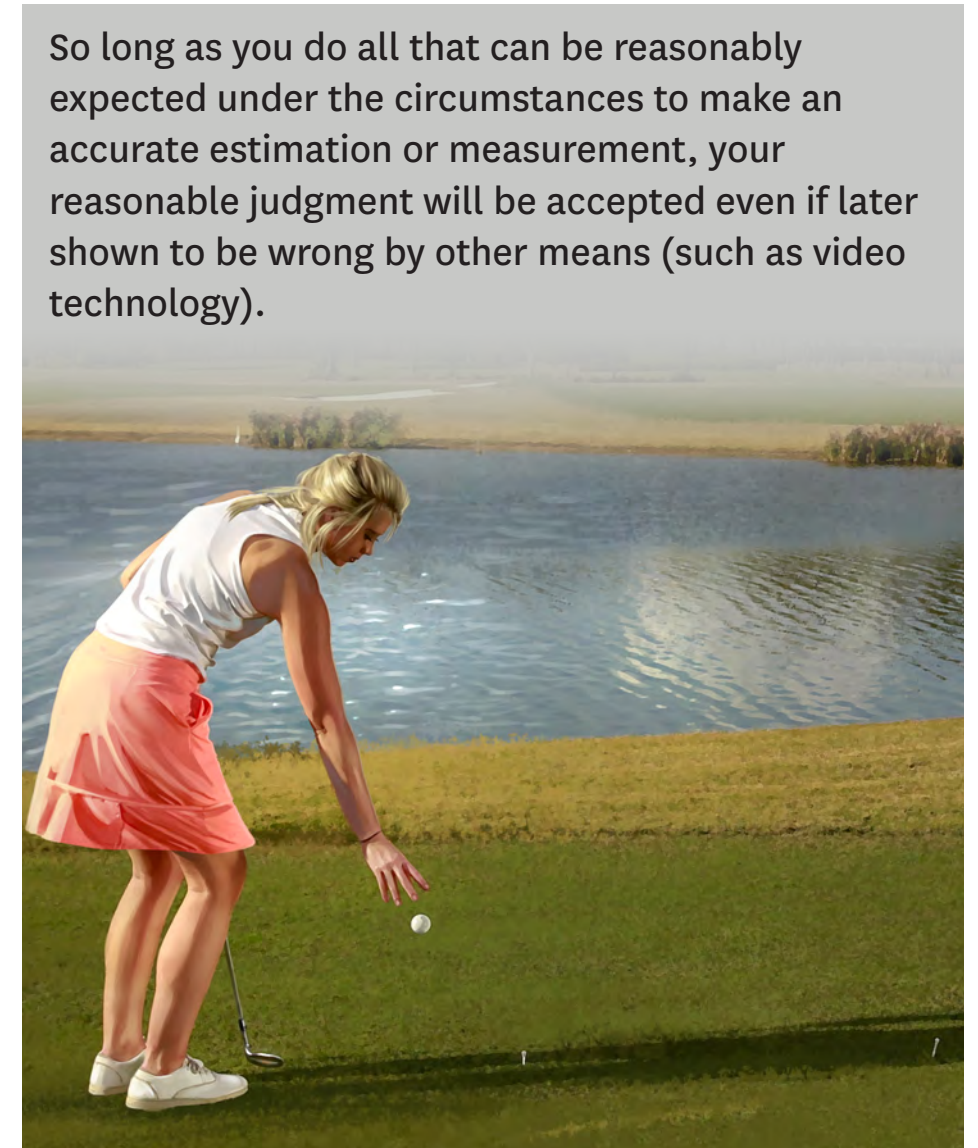 So long as you do all that can be reasonably
expected under the circumstances to make an
accurate estimation or measurement, your
reasonable judgment will be accepted even if later
shown to be wrong by other means (such as video
technology).